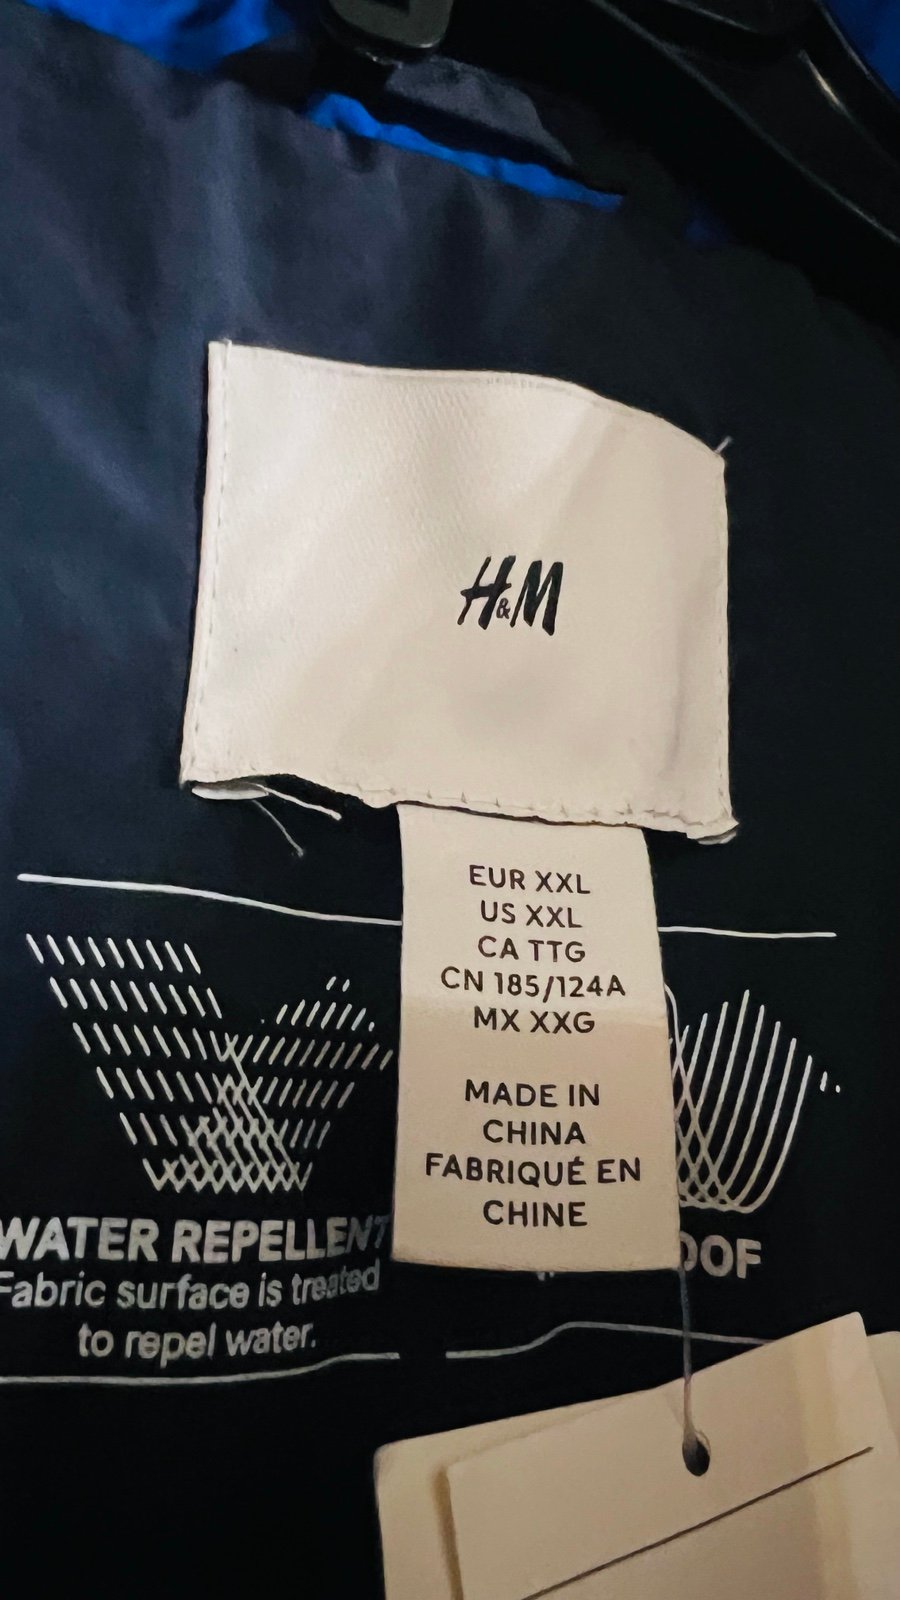 H&M
EUR XXL
US XXL
CA TTG
CN 185/124A
MX XXG
MADE IN
CHINA
FABRIQUÉ EN
CHINE
WATER REPELLENT
Fabric surface is treated
to repel water.